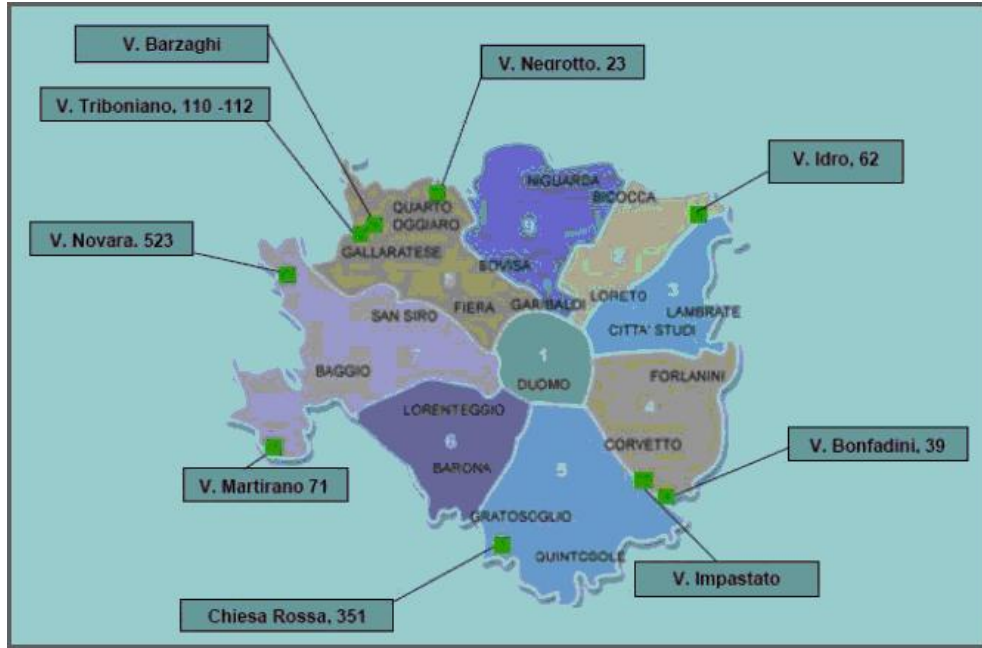 V. Barzaghi
V. Negrotto. 23
V. Triboniano, 110 -112
V. Idro, 62
NIGUARDA
BICOCCA
QUARTO
OGGIARO
9
2
V. Novara. 523
GALLARATESE
8
BOVISA
LORETO
3
FIERA
GARIBALDI
LAMBRATE
SAN SIRO
CITTA' STUDI
1
7
BAGGIO
DUOMO
FORLANINI
4
LORENTEGGIO
6
CORVETTO
V. Bonfadini, 39
BARONA
5
V. Martirano 71
GRATOSOGLIO
QUINTOSOLE
V. Impastato
Chiesa Rossa, 351